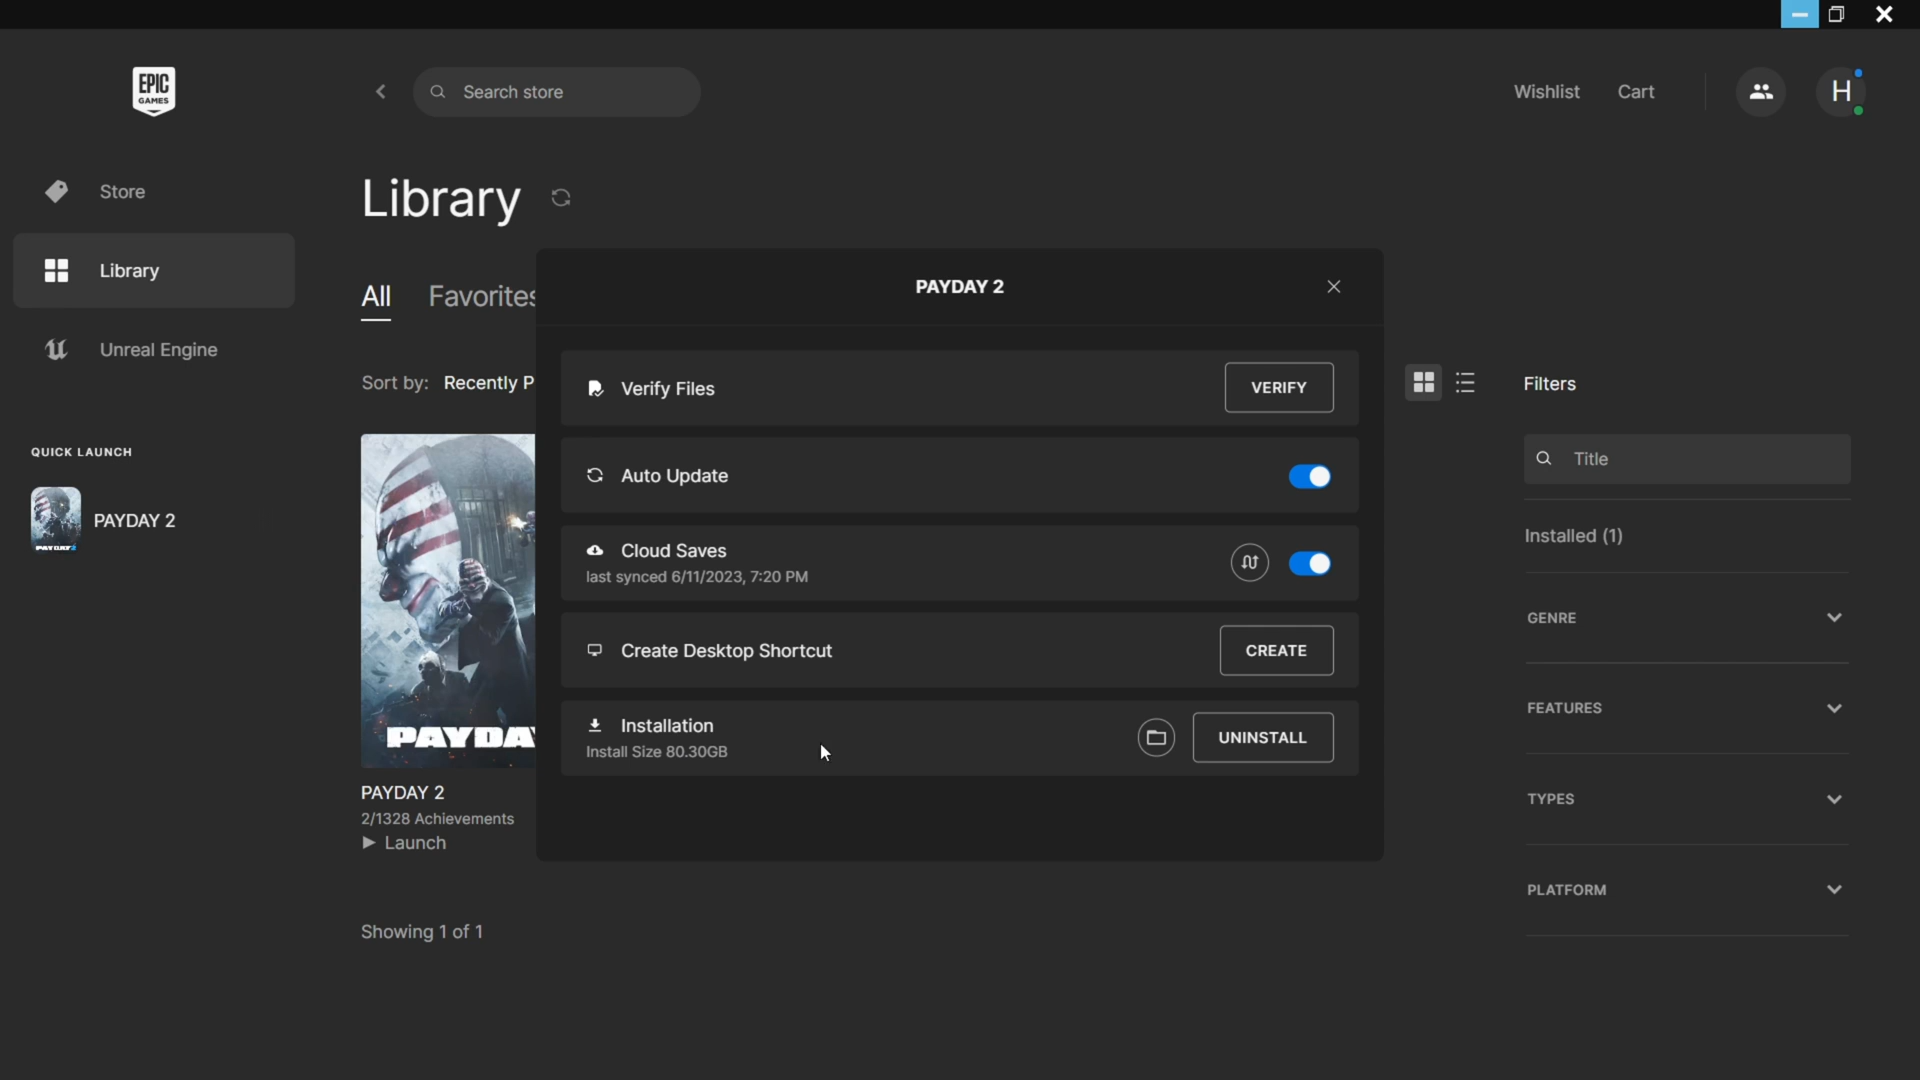 EPIC
GAMES
Search store
Wishlist
Cart
H
Store
Library
Unreal Engine
QUICK LAUNCH
PAYDAY 2
Library
All
Favorites
Sort by: Recently P
PAYDAY 2
2/1328 Achievements
Launch
Showing 1 of 1
PAYDAY 2
Verify Files
VERIFY
Auto Update
Cloud Saves
last synced 6/11/2023, 7:20 PM
Create Desktop Shortcut
CREATE
Installation
Install Size 80.30GB
UNINSTALL
Filters
Title
Installed (1)
GENRE
FEATURES
TYPES
PLATFORM
PAYDA
PAYDAY 2